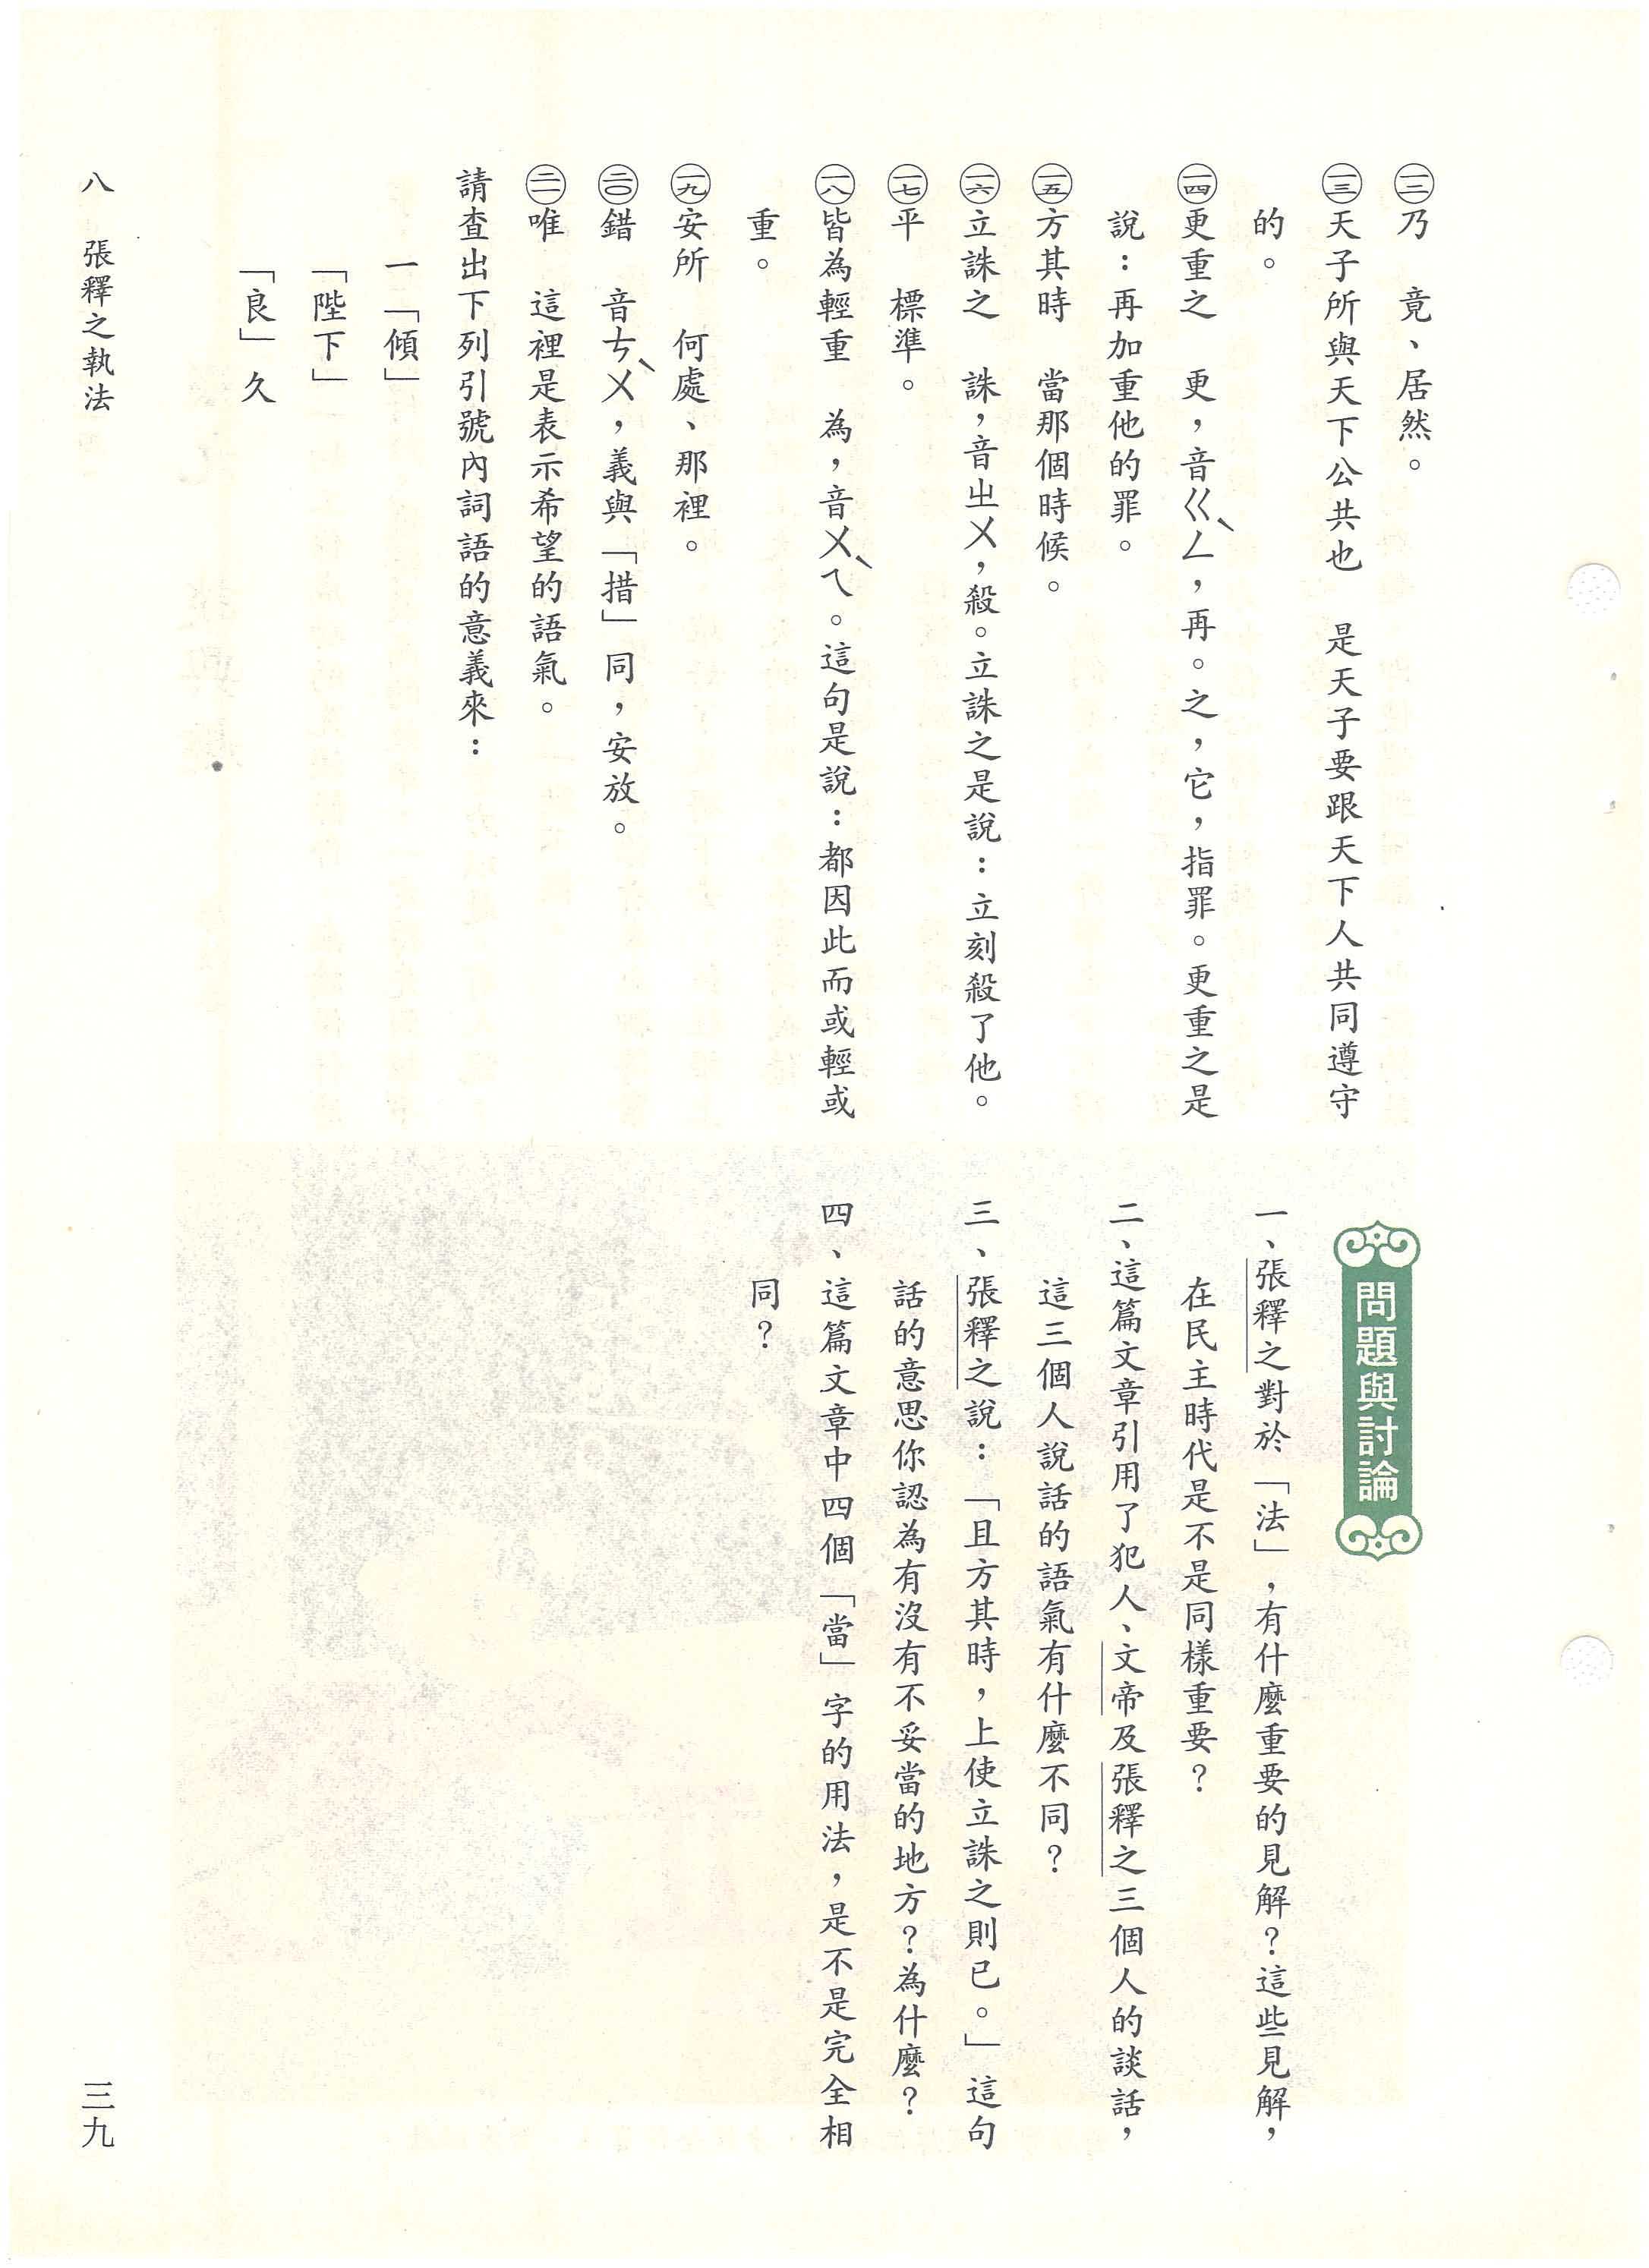 ㊁乃　竟、居然。
㊂天子所與天下公共也　是天子要跟天下人共同遵守
的。
㊃更重之　更，音ㄍㄥˋ，再。之，它，指罪。更重之是
說：再加重他的罪。
㊄方其時　當那個時候。
㊅立誅之　誅，音ㄓㄨ，殺。立誅之是說：立刻殺了他。
㊆平　標準。
㊇皆為輕重　為，音ㄨㄟˋ。這句是說：都因此而或輕或
重。
㊈安所　何處、那裡。
二〇錯　音ㄘㄨˋ，義與「措」同，安放。
二一唯　這裡是表示希望的語氣。
請查出下列引號內詞語的意義來：
一「傾」
「陛下」
「良」久
問題與討論
一、張釋之對於「法」，有什麼重要的見解？這些見解，
在民主時代是不是同樣重要？
二、這篇文章引用了犯人、文帝及張釋之三個人的談話，
這三個人說話的語氣有什麼不同？
三、張釋之說：「且方其時，上使立誅之則已。」這句
話的意思你認為有沒有不妥當的地方？為什麼？
四、這篇文章中四個「當」字的用法，是不是完全相
同？
八　張釋之執法
三九